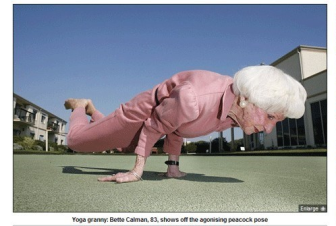 Enlarge
Yoga granny: Bette Calman, 83, shows off the agonising peacock pose